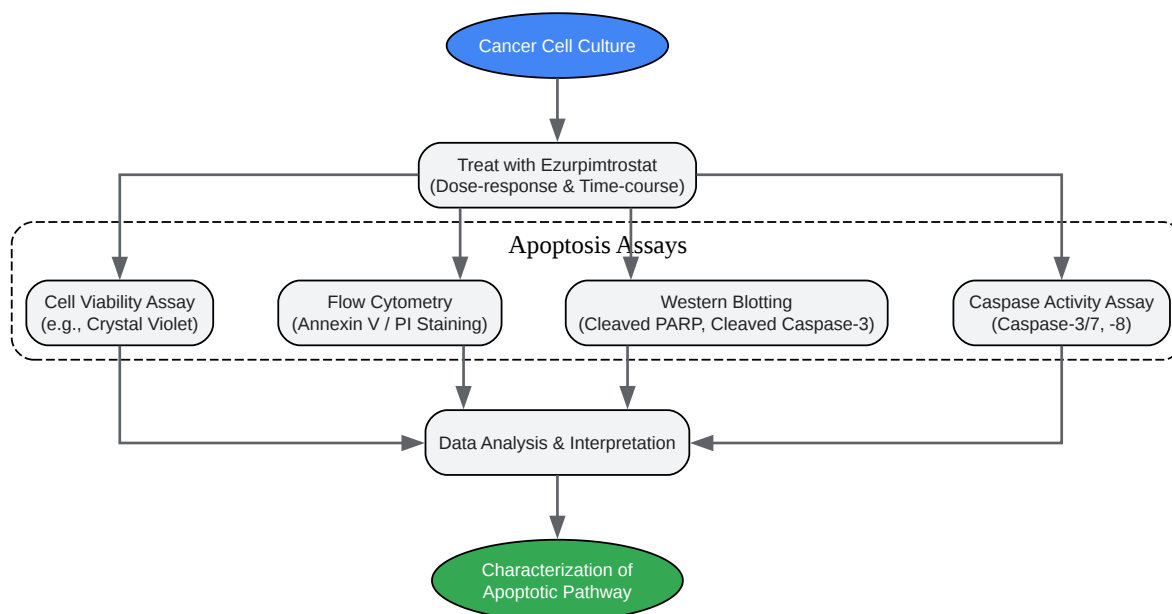 Cancer Cell Culture
Treat with Ezurpimtrostat
(Dose-response & Time-course)
Apoptosis Assays
Cell Viability Assay
(e.g., Crystal Violet)
Flow Cytometry
(Annexin V / PI Staining)
Western Blotting
(Cleaved PARP, Cleaved Caspase-3)
Caspase Activity Assay
(Caspase-3/7, -8)
Data Analysis & Interpretation
Characterization of
Apoptotic Pathway